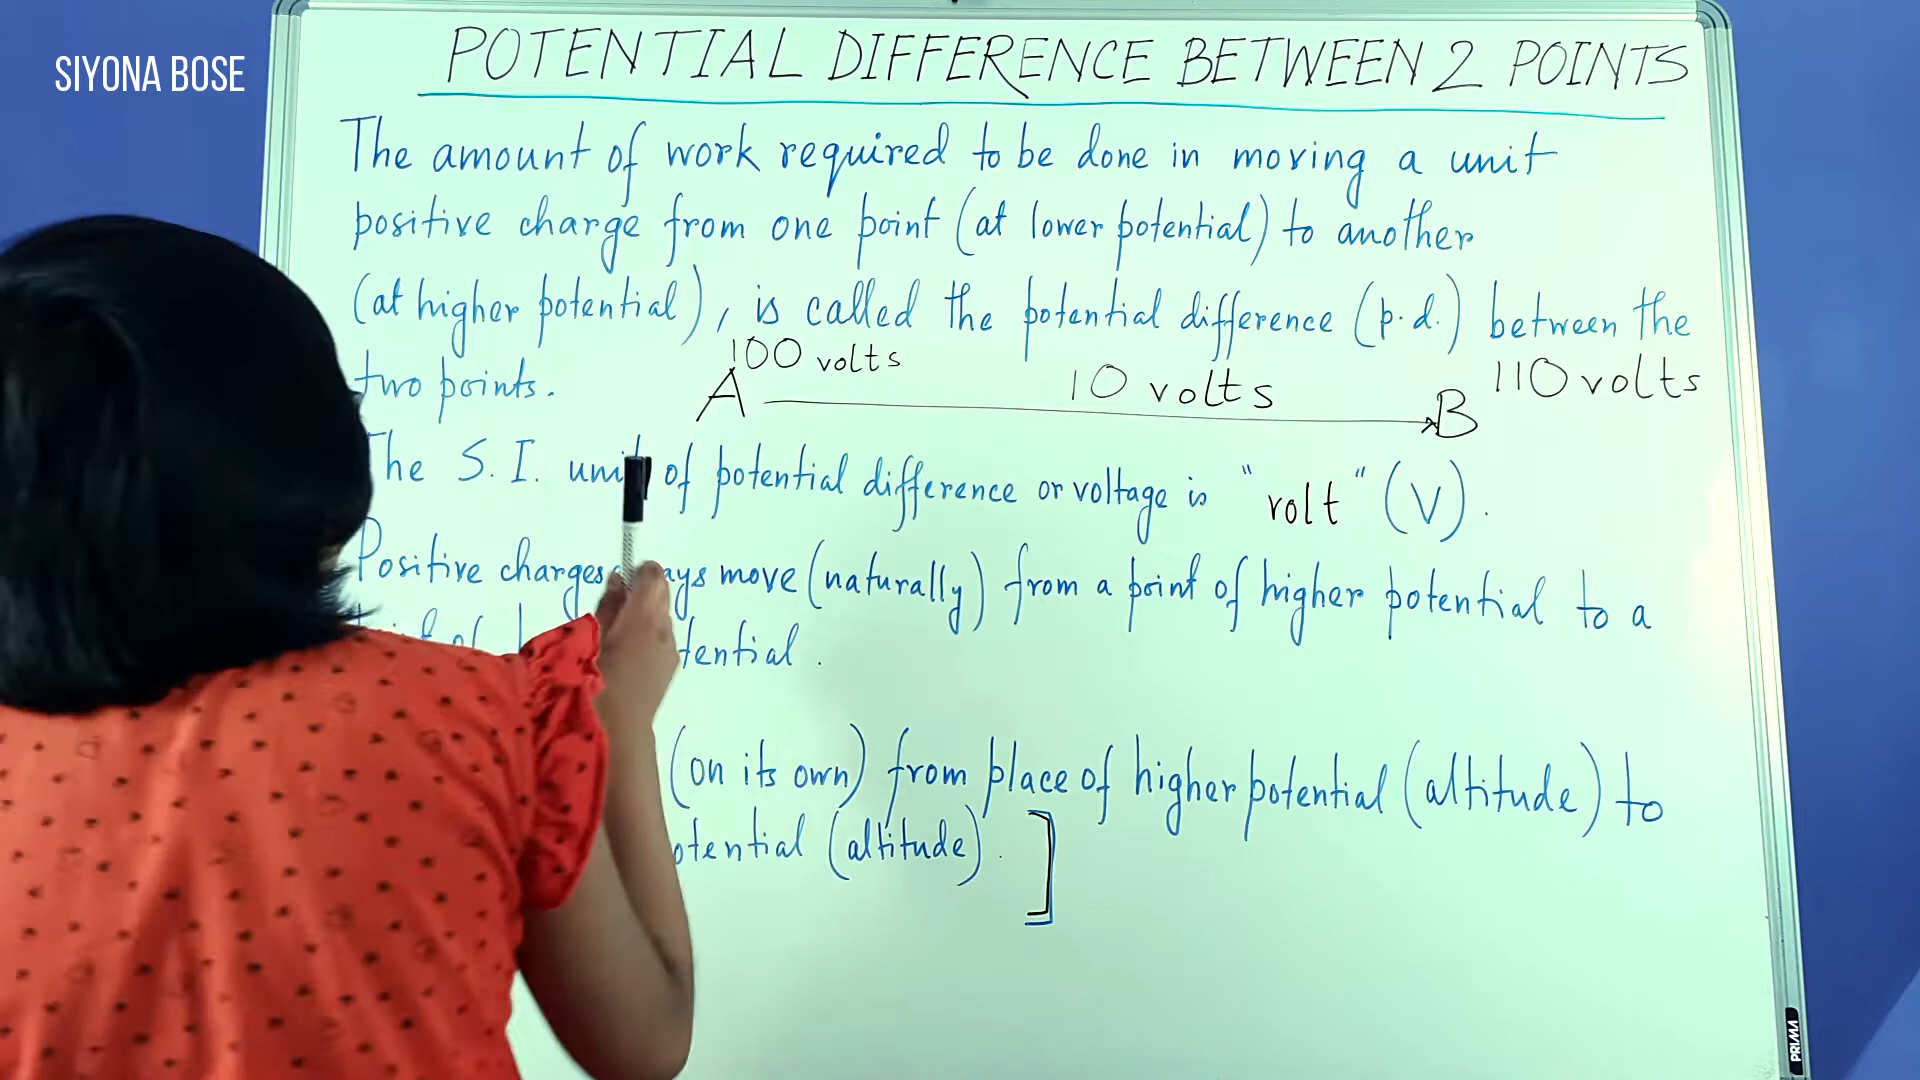 SIYONA BOSE
POTENTIAL DIFFERENCE BETWEEN 2 POINTS
The amount of work required to be done in moving a unit
positive charge from one point (at lower potential) to another
(at higher potential), is called the potential difference (p.d.) between the
two points.
A 100 volts 10 volts B 110 volts
The S.I. unit of potential difference or voltage is "volt" (V).
Positive charges move (naturally) from a point of higher potential to a
(on its own) from place of higher potential (altitude) to
(altitude). ]
PRIMA